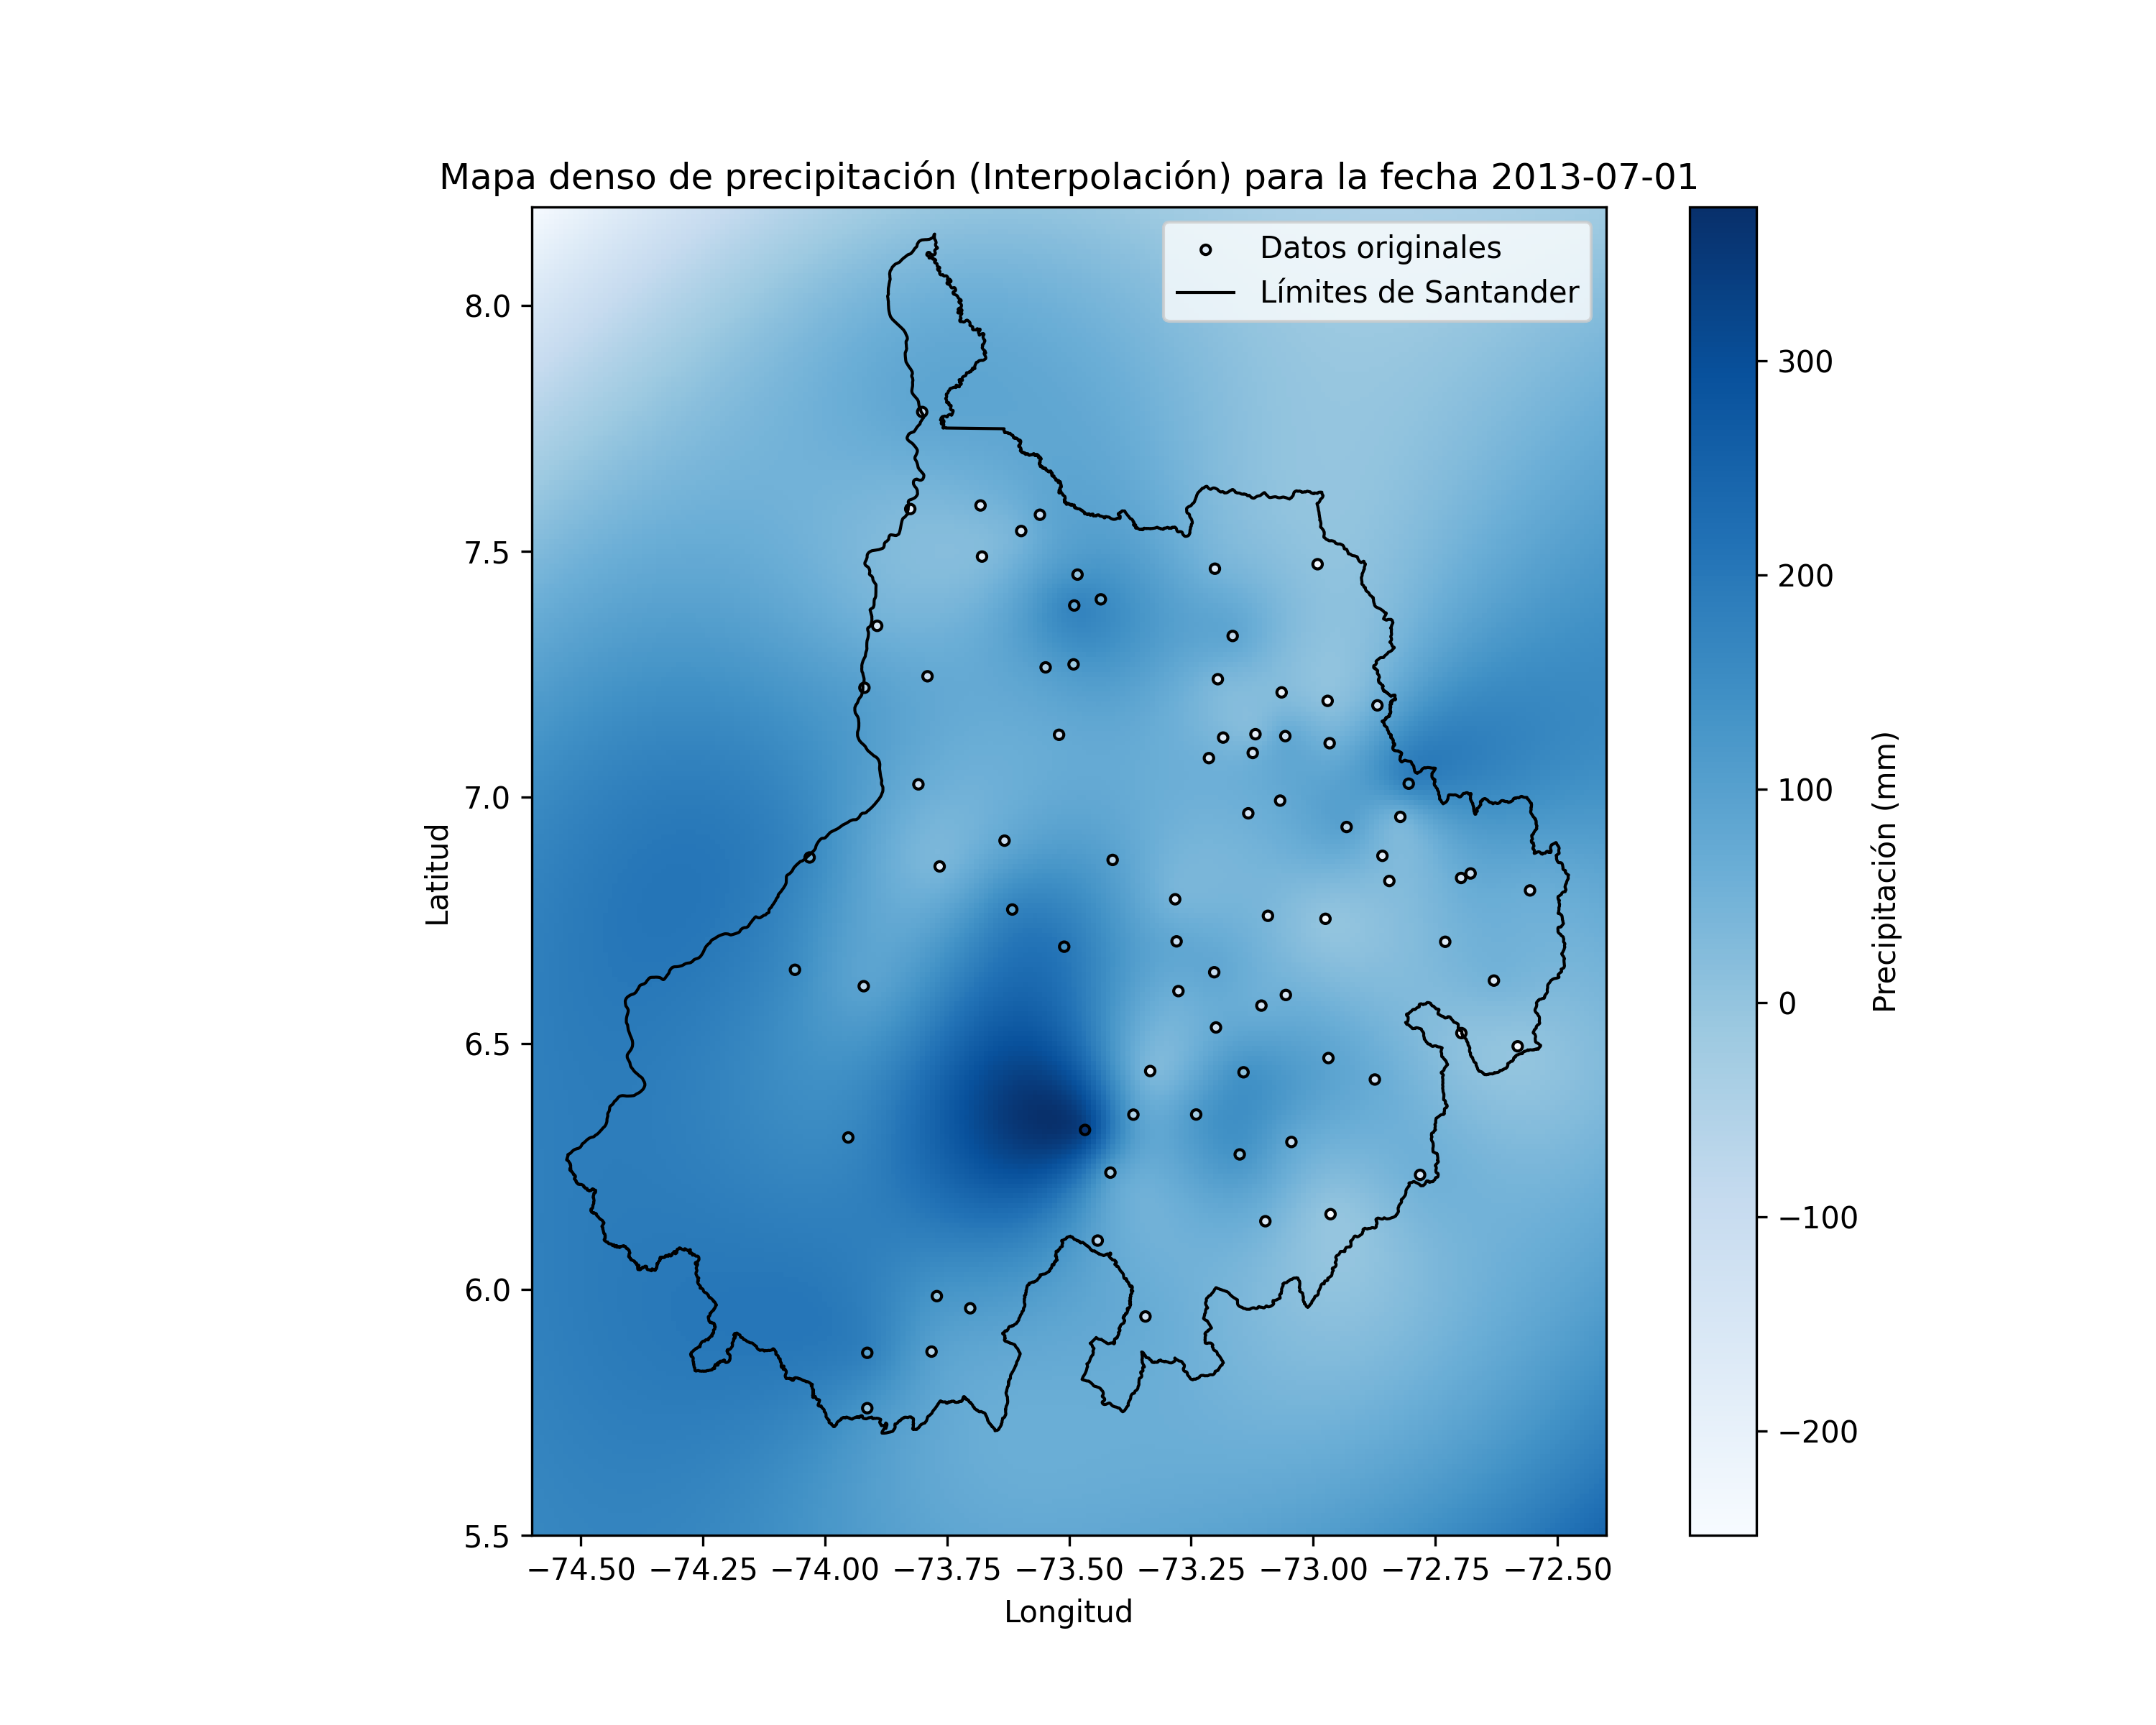 Mapa denso de precipitación (Interpolación) para la fecha 2013-07-01
Datos originales
Límites de Santander
8.0
7.5
7.0
6.5
6.0
5.5
Latitud
−74.50 −74.25 −74.00 −73.75 −73.50 −73.25 −73.00 −72.75 −72.50
Longitud
300
200
100
0
−100
−200
Precipitación (mm)